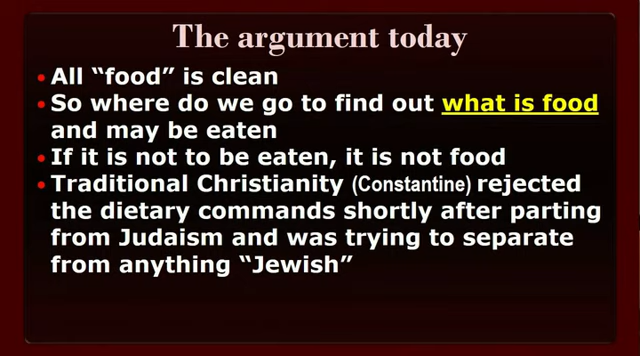 The argument today
• All “food” is clean
• So where do we go to find out what is food
and may be eaten
• If it is not to be eaten, it is not food
• Traditional Christianity (Constantine) rejected
the dietary commands shortly after parting
from Judaism and was trying to separate
from anything “Jewish”